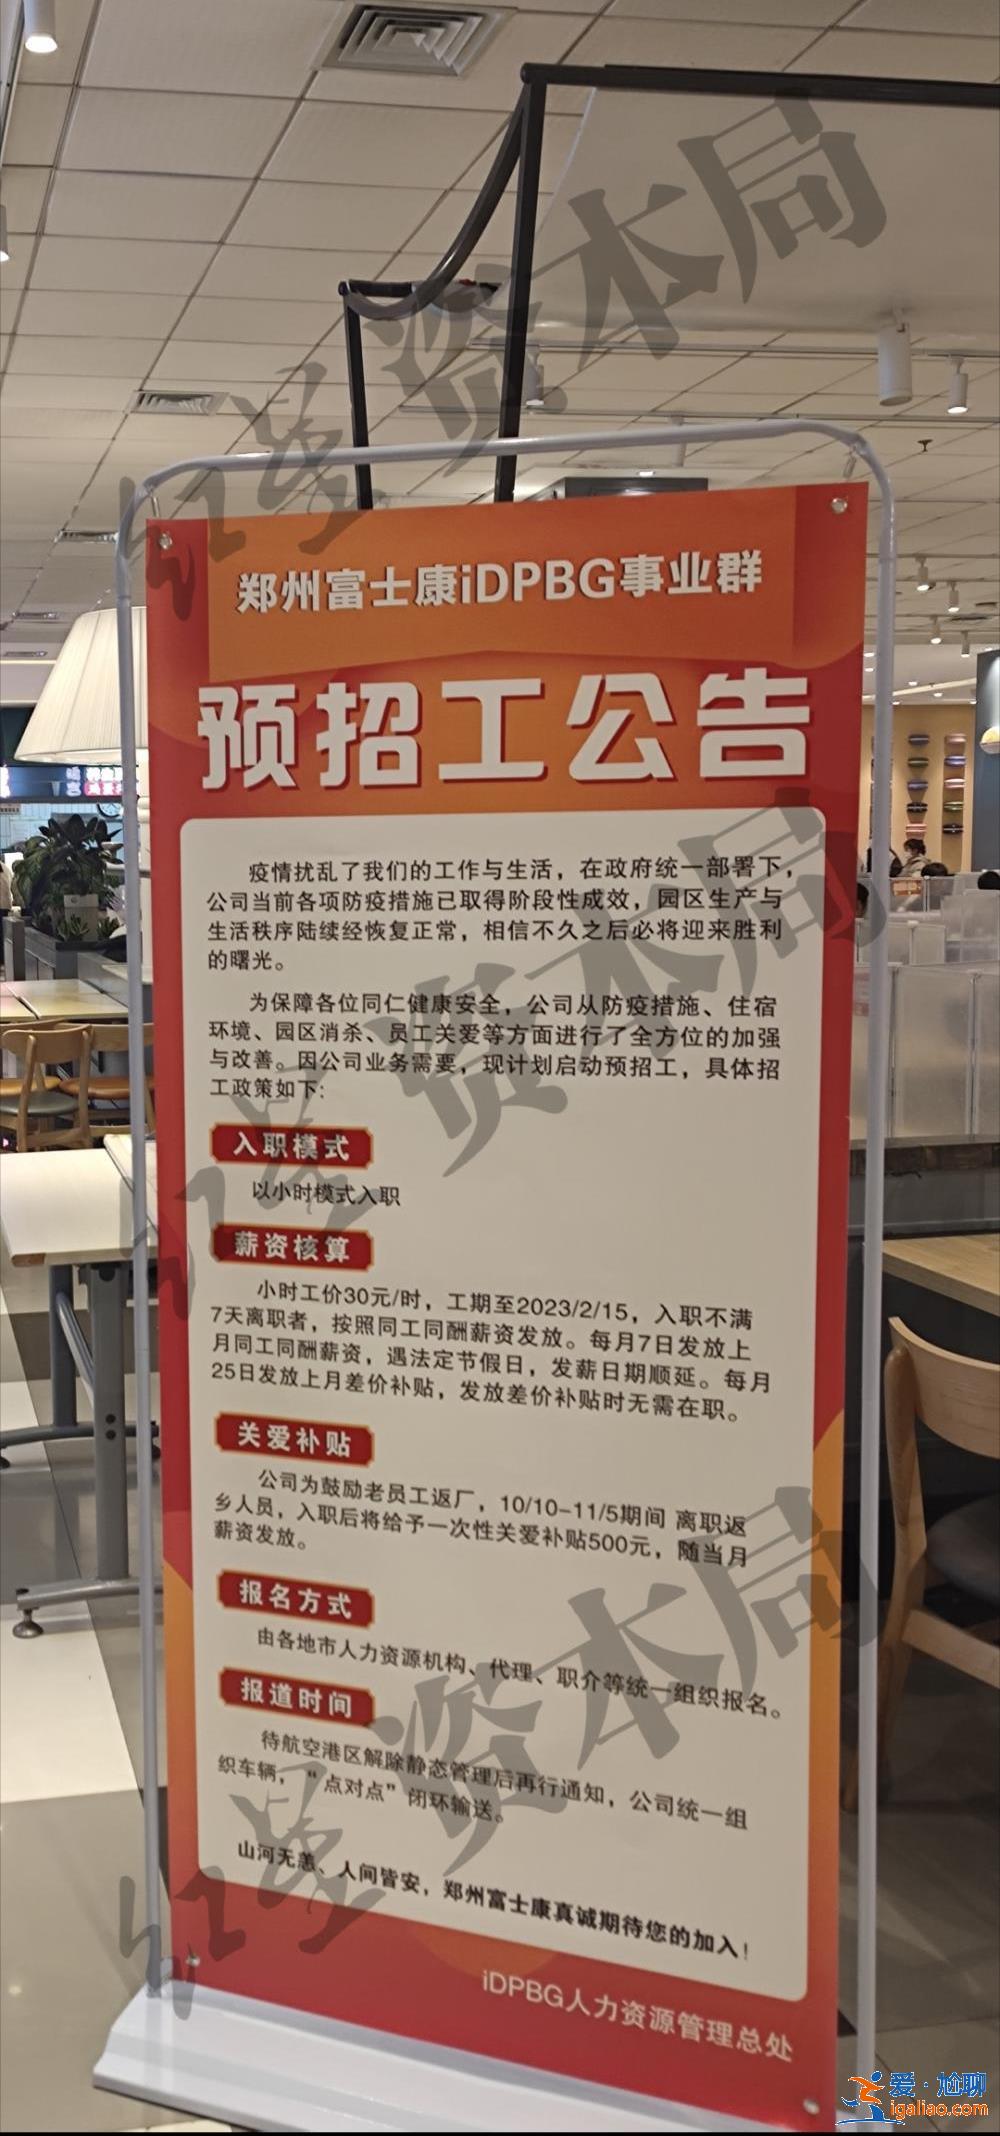 郑州富士康iDPBG事业群
预招工公告
疫情扰乱了我们的工作与生活，在政府统一部署下，
公司当前各项防疫措施已取得阶段性成效，园区生产与
生活秩序陆续经恢复正常，相信不久之后必将迎来胜利
的曙光。
为保障各位同仁健康安全，公司从防疫措施、住宿
环境、园区消杀、员工关爱等方面进行了全方位的加强
与改善。因公司业务需要，现计划启动预招工，具体招
工政策如下:
入职模式
以小时模式入职
薪资核算
小时工价30元/时，工期至2023/2/15，入职不满
7天离职者，按照同工同酬薪资发放。每月7日发放上
月同工同酬薪资，遇法定节假日，发薪日期顺延。每月
25日发放上月差价补贴，发放差价补贴时无需在职。
关爱补贴
公司为鼓励老员工返厂，10/10-11/5期间 离职返
乡人员，入职后将给予一次性关爱补贴500元，随当月
薪资发放。
报名方式
由各地市人力资源机构、代理、职介等统一组织报名。
报道时间
待航空港区解除静态管理后再行通知，公司统一组
织车辆，“点对点”闭环输送。
山河无恙、人间皆安，郑州富士康真诚期待您的加入！
iDPBG人力资源管理总处
红星资本局
红星资本局
红星资本局
爱·尬聊
igaliao.com